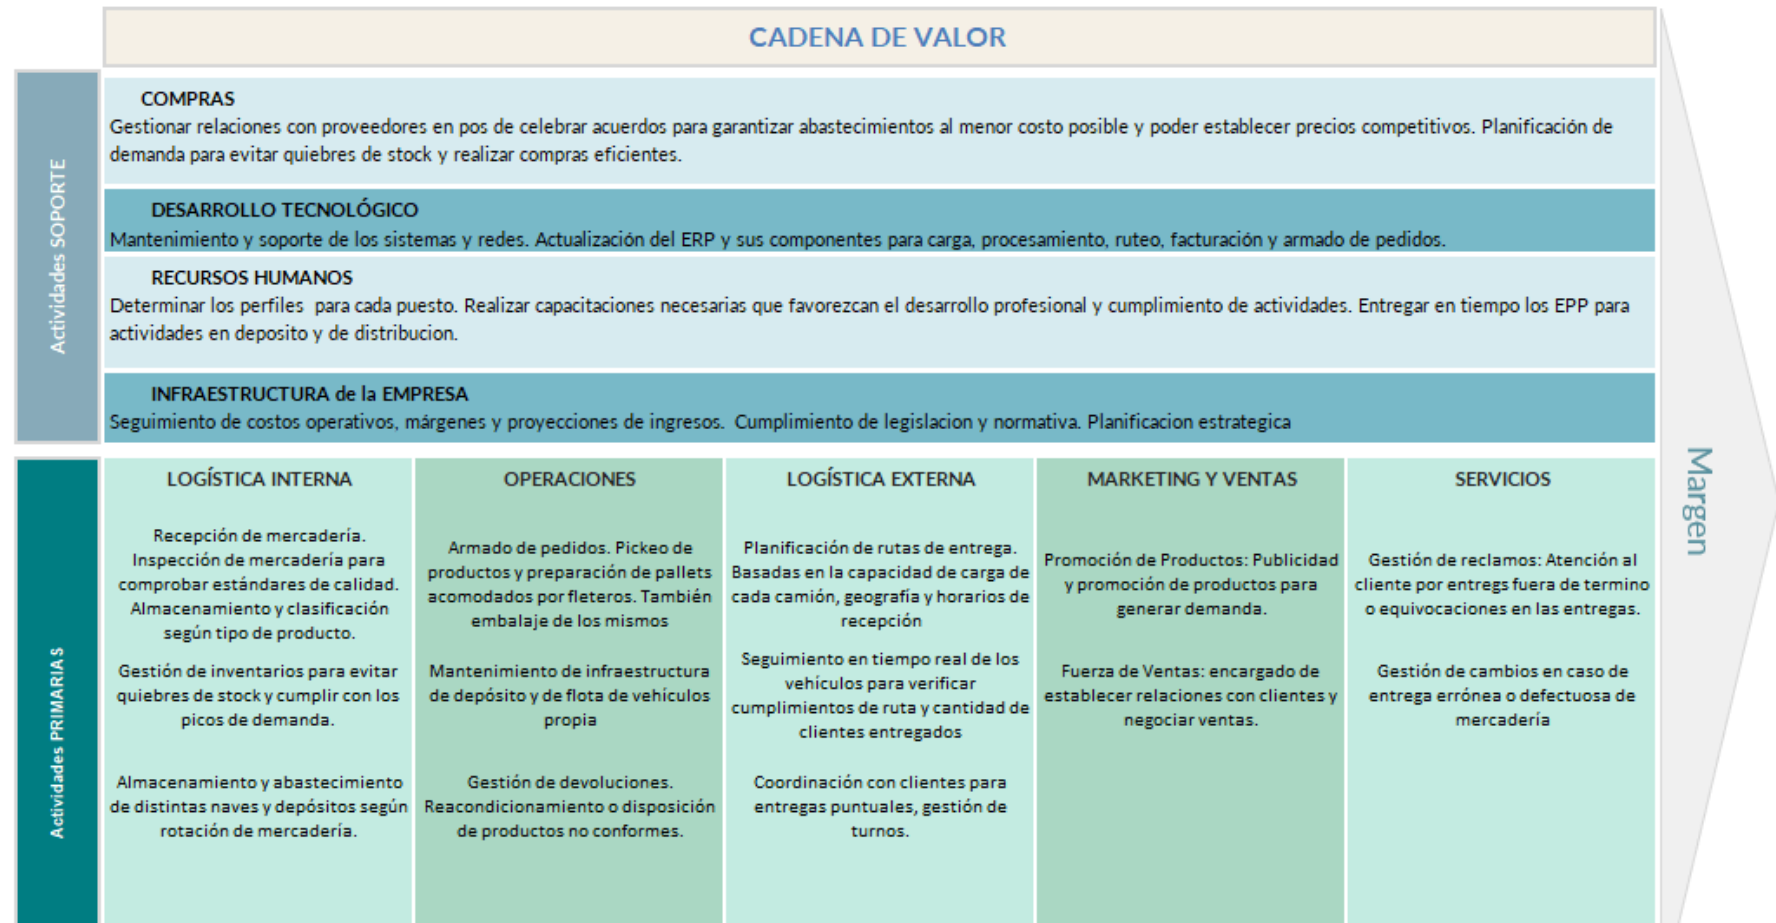 CADENA DE VALOR
Actividades SOPORTE
COMPRAS
Gestionar relaciones con proveedores en pos de celebrar acuerdos para garantizar abastecimientos al menor costo posible y poder establecer precios competitivos. Planificación de
demanda para evitar quiebres de stock y realizar compras eficientes.
DESARROLLO TECNOLÓGICO
Mantenimiento y soporte de los sistemas y redes. Actualización del ERP y sus componentes para carga, procesamiento, ruteo, facturación y armado de pedidos.
RECURSOS HUMANOS
Determinar los perfiles para cada puesto. Realizar capacitaciones necesarias que favorezcan el desarrollo profesional y cumplimiento de actividades. Entregar en tiempo los EPP para
actividades en deposito y de distribucion.
INFRAESTRUCTURA de la EMPRESA
Seguimiento de costos operativos, márgenes y proyecciones de ingresos. Cumplimiento de legislacion y normativa. Planificacion estrategica
Actividades PRIMARIAS
LOGÍSTICA INTERNA
Recepción de mercadería.
Inspección de mercadería para
comprobar estándares de calidad.
Almacenamiento y clasificación
según tipo de producto.
Gestión de inventarios para evitar
quiebres de stock y cumplir con los
picos de demanda.
Almacenamiento y abastecimiento
de distintas naves y depósitos según
rotación de mercadería.
OPERACIONES
Armado de pedidos. Pickeo de
productos y preparación de pallets
acomodados por fleteros. También
embalaje de los mismos
Mantenimiento de infraestructura
de depósito y de flota de vehículos
propia
Gestión de devoluciones.
Reacondicionamiento o disposición
de productos no conformes.
LOGÍSTICA EXTERNA
Planificación de rutas de entrega.
Basadas en la capacidad de carga de
cada camión, geografía y horarios de
recepción
Seguimiento en tiempo real de los
vehículos para verificar
cumplimientos de ruta y cantidad de
clientes entregados
Coordinación con clientes para
entregas puntuales, gestión de
turnos.
MARKETING Y VENTAS
Promoción de Productos: Publicidad
y promoción de productos para
generar demanda.
Fuerza de Ventas: encargado de
establecer relaciones con clientes y
negociar ventas.
SERVICIOS
Gestión de reclamos: Atención al
cliente por entregs fuera de termino
o equivocaciones en las entregas.
Gestión de cambios en caso de
entrega errónea o defectuosa de
mercadería
Margen